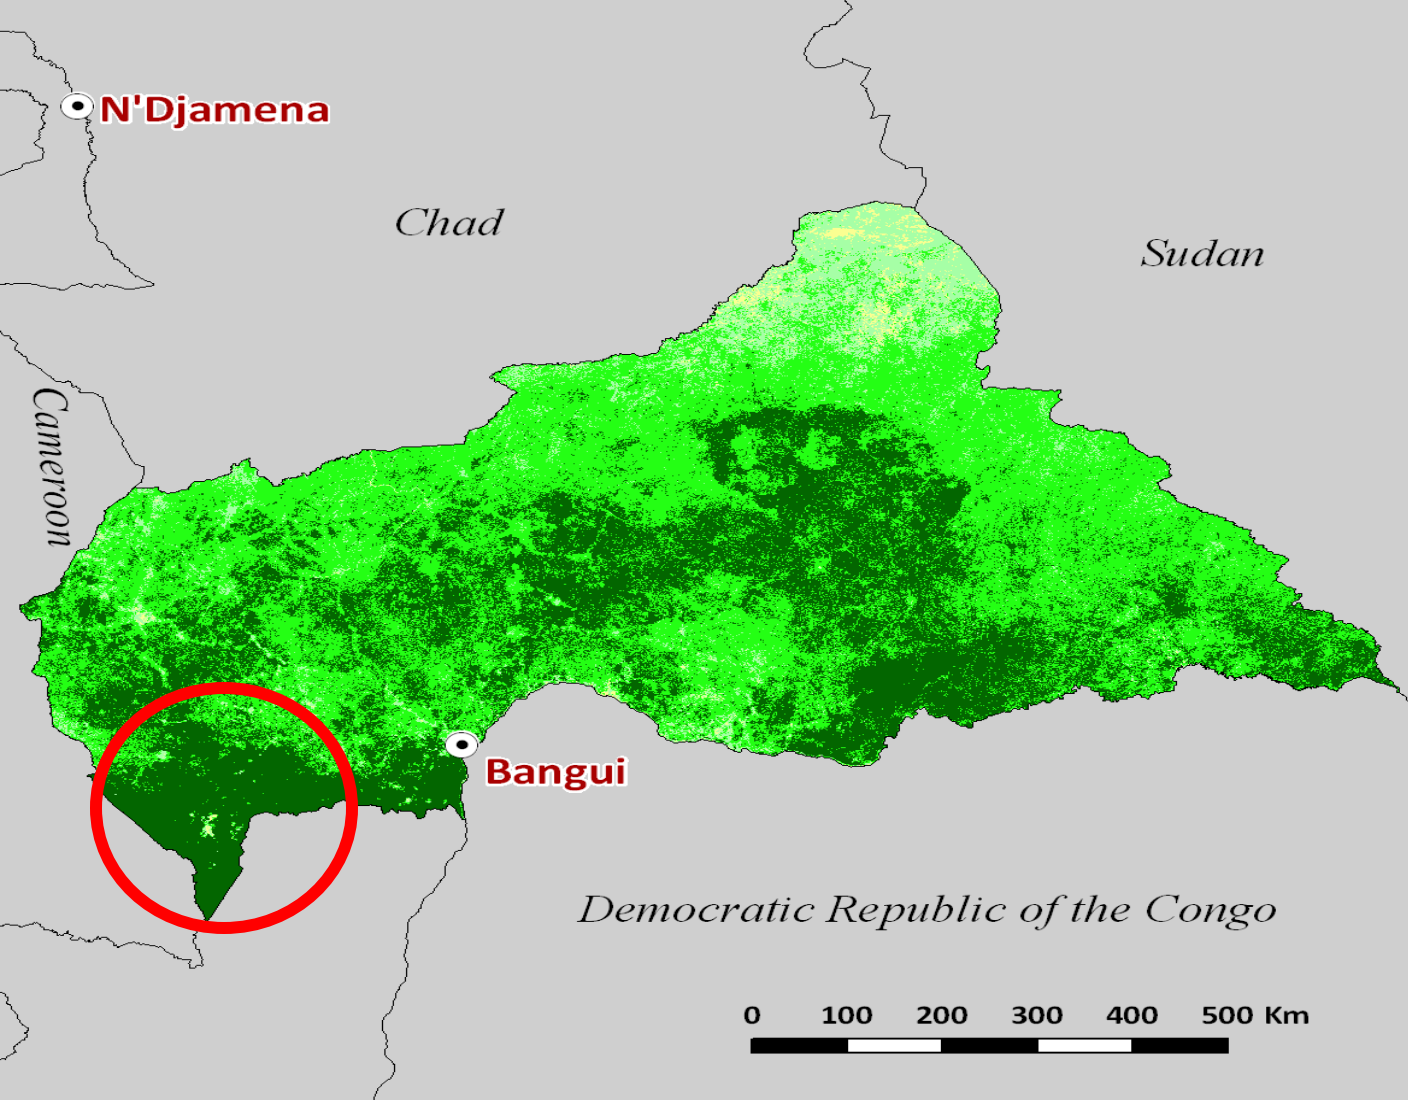 N'Djamena
Chad
Sudan
Cameroon
Bangui
Democratic Republic of the Congo
0 100 200 300 400 500 Km